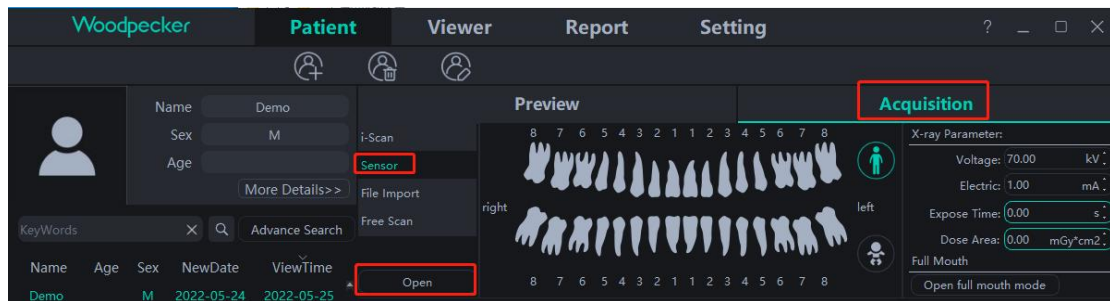 Woodpecker Patient Viewer Report Setting ?
Name Demo
Sex M
Age
More Details>>
KeyWords Advance Search
Name Age Sex NewDate ViewTime
Demo M 2022-05-24 2022-05-25
i-Scan
Sensor
File Import
Free Scan
Open
Preview Acquisition
8 7 6 5 4 3 2 1 1 2 3 4 5 6 7 8
right left
8 7 6 5 4 3 2 1 1 2 3 4 5 6 7 8
X-ray Parameter:
Voltage: 70.00 kV
Electric: 1.00 mA
Expose Time: 0.00 s
Dose Area: 0.00 mGy*cm2
Full Mouth
Open full mouth mode